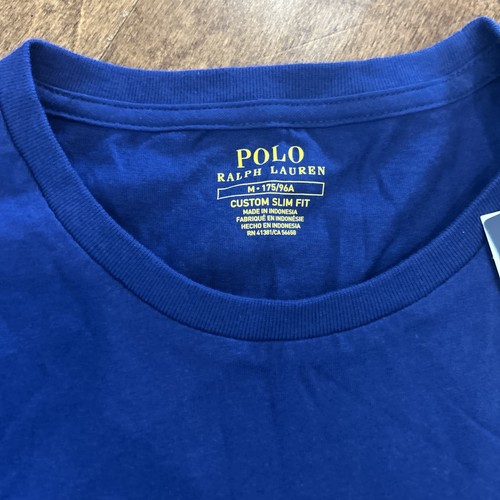 POLO
RALPH LAUREN
M • 175/96A
CUSTOM SLIM FIT
MADE IN INDONESIA
FABRIQUÉ EN INDONÉSIE
HECHO EN INDONESIA
RN 41381/CA 56658